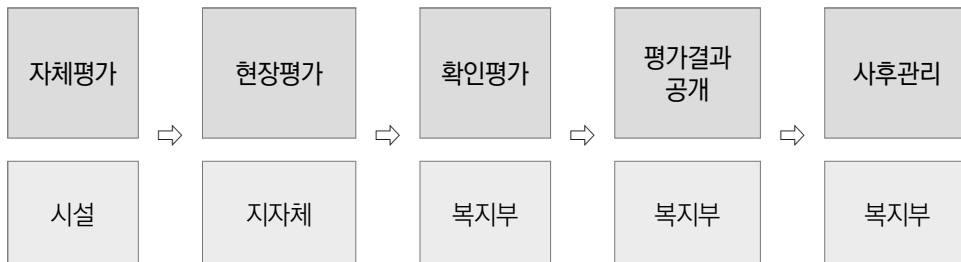 자체평가
현장평가
확인평가
평가결과
공개
사후관리
시설
지자체
복지부
복지부
복지부